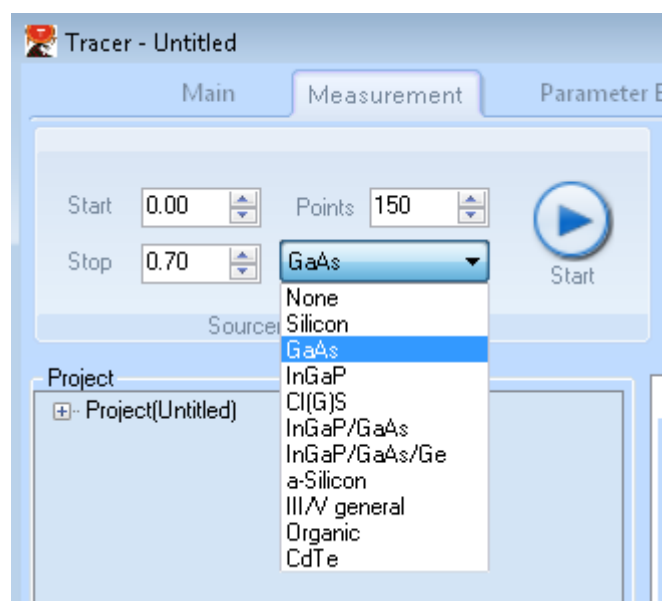 Tracer - Untitled
Main Measurement Parameter E
Start 0.00 Points 150
Stop 0.70 GaAs Start
None
Silicon
GaAs
InGaP
CI(G)S
InGaP/GaAs
InGaP/GaAs/Ge
a-Silicon
III/V general
Organic
CdTe
Project
Project(Untitled)